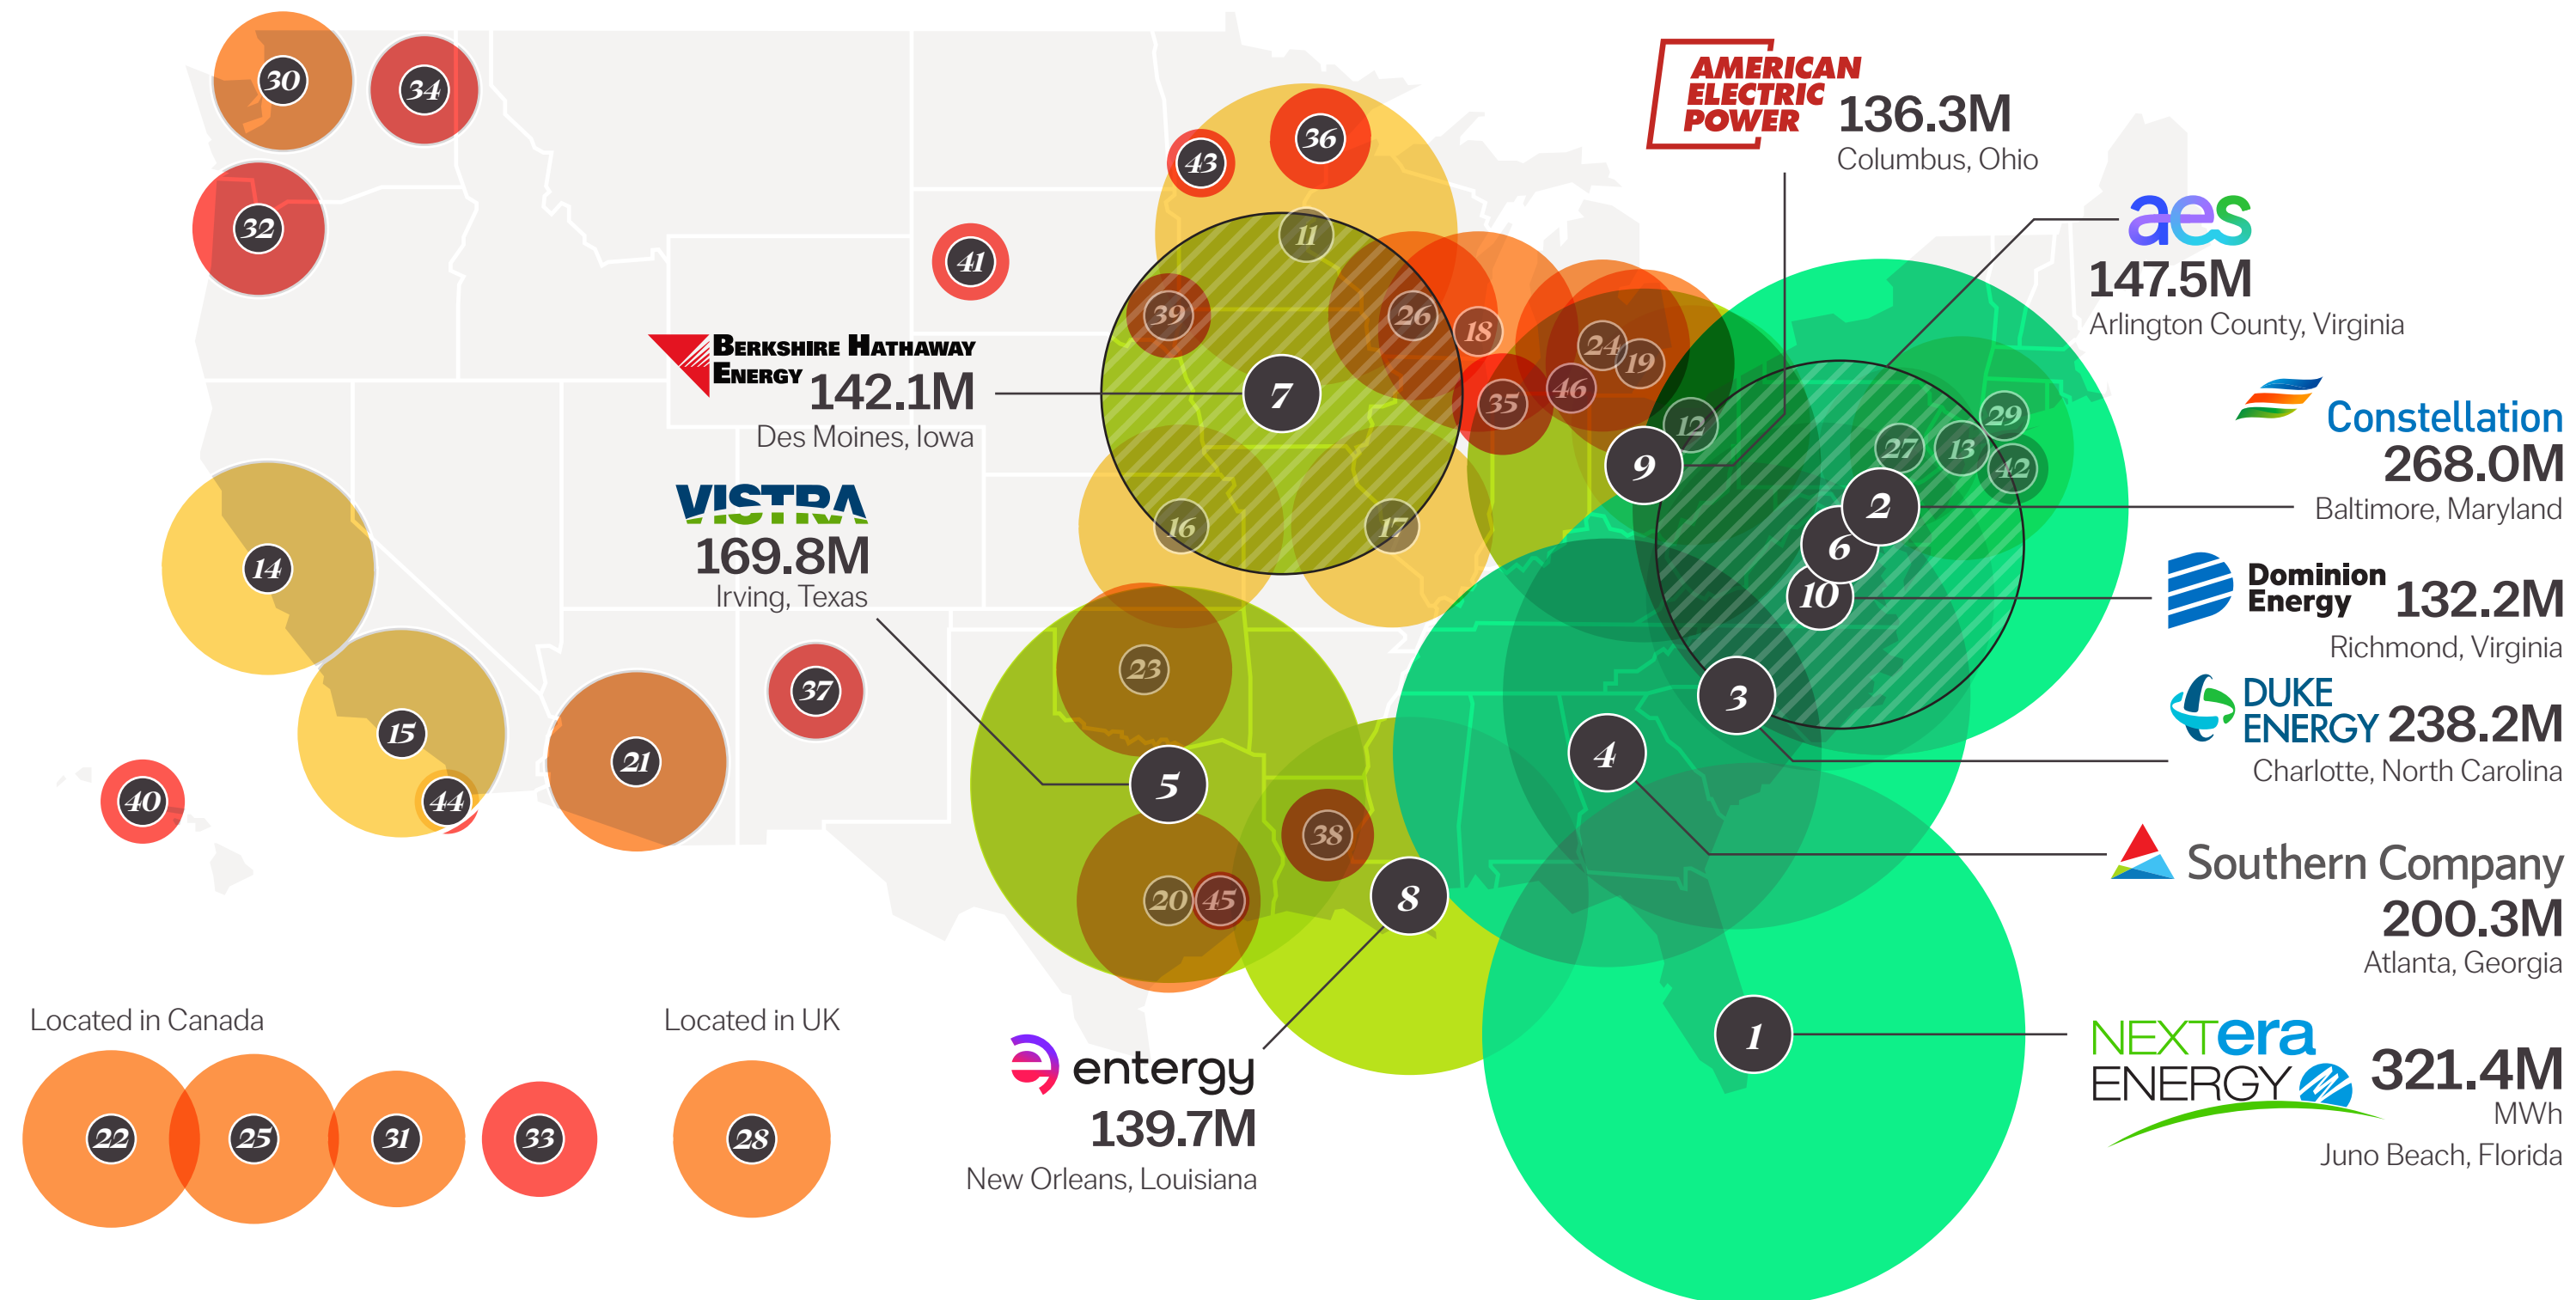 30
34
32
43
36
41
11
39
26
18
24
19
46
35
12
7
9
29
27
13
42
2
6
10
3
4
16
17
14
15
44
40
21
37
23
5
20
45
38
8
1
AMERICAN
ELECTRIC
POWER
136.3M
Columbus, Ohio
aes
147.5M
Arlington County, Virginia
BERKSHIRE HATHAWAY
ENERGY
142.1M
Des Moines, Iowa
Constellation
268.0M
Baltimore, Maryland
VISTRA
169.8M
Irving, Texas
Dominion
Energy
132.2M
Richmond, Virginia
DUKE
ENERGY
238.2M
Charlotte, North Carolina
Southern Company
200.3M
Atlanta, Georgia
NEXTera
ENERGY
321.4M
MWh
Juno Beach, Florida
entergy
139.7M
New Orleans, Louisiana
Located in Canada
22
25
31
33
Located in UK
28